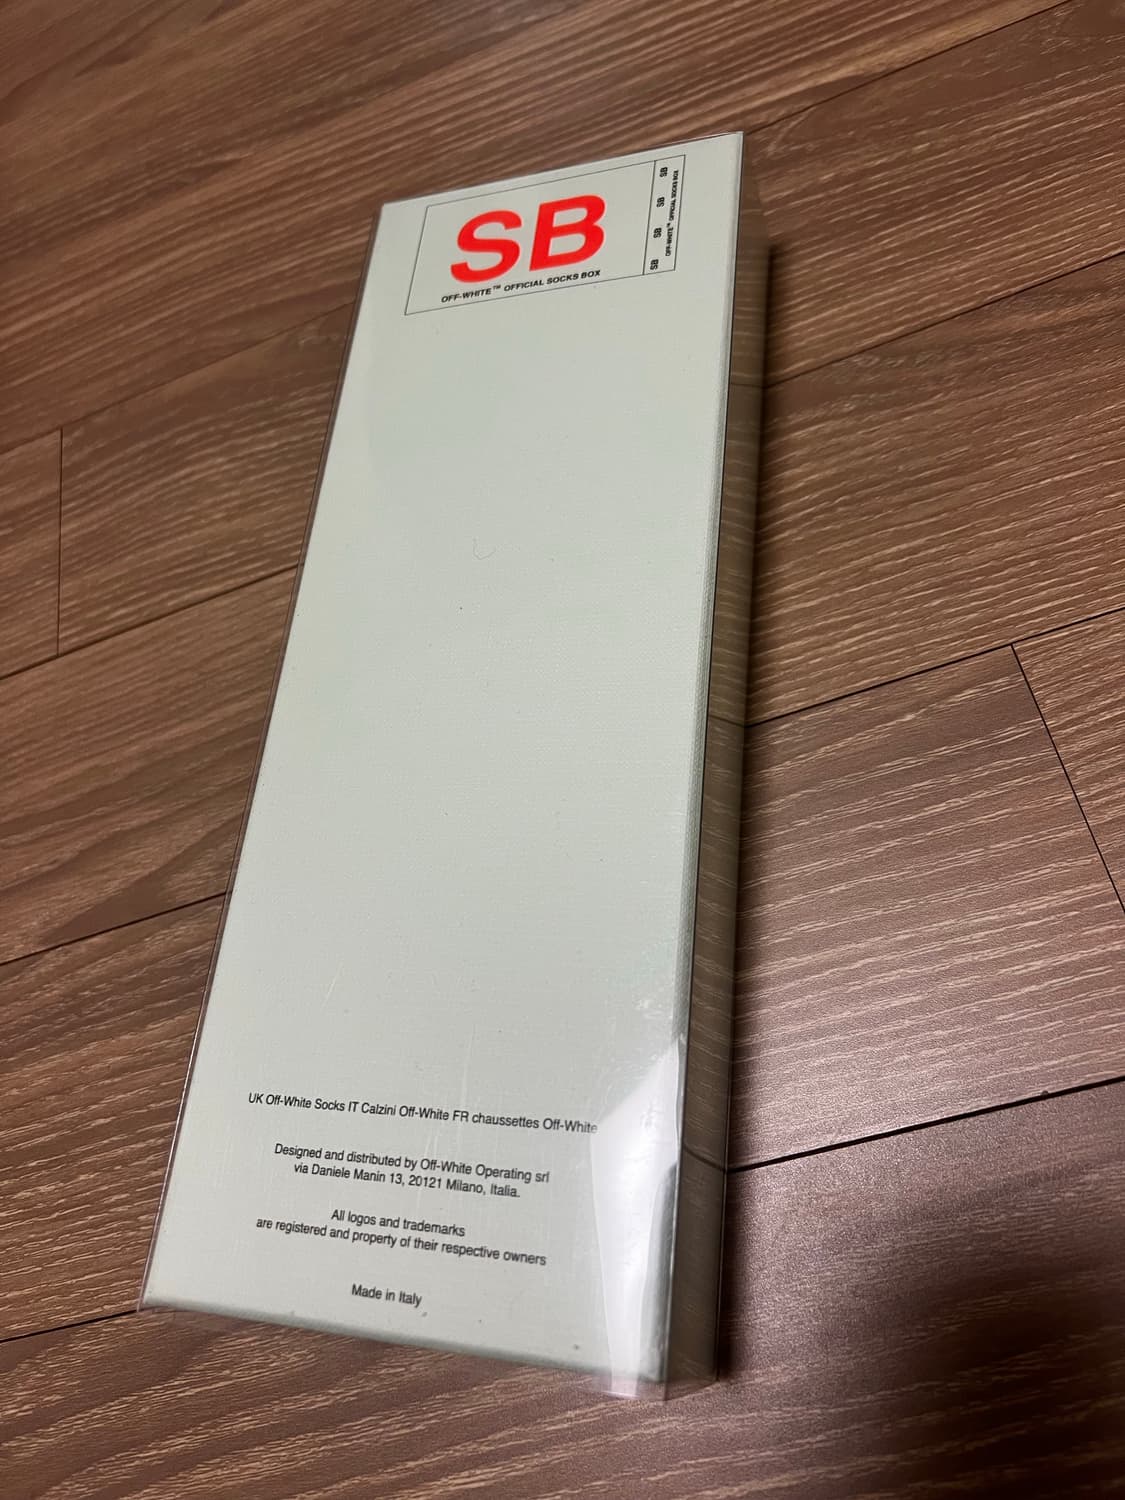 SB
OFF-WHITE™ OFFICIAL SOCKS BOX
SB SB SB SB
OFF-WHITE™ OFFICIAL SOCKS BOX
UK Off-White Socks IT Calzini Off-White FR chaussettes Off-White
Designed and distributed by Off-White Operating srl
via Daniele Manin 13, 20121 Milano, Italia.
All logos and trademarks
are registered and property of their respective owners
Made in Italy